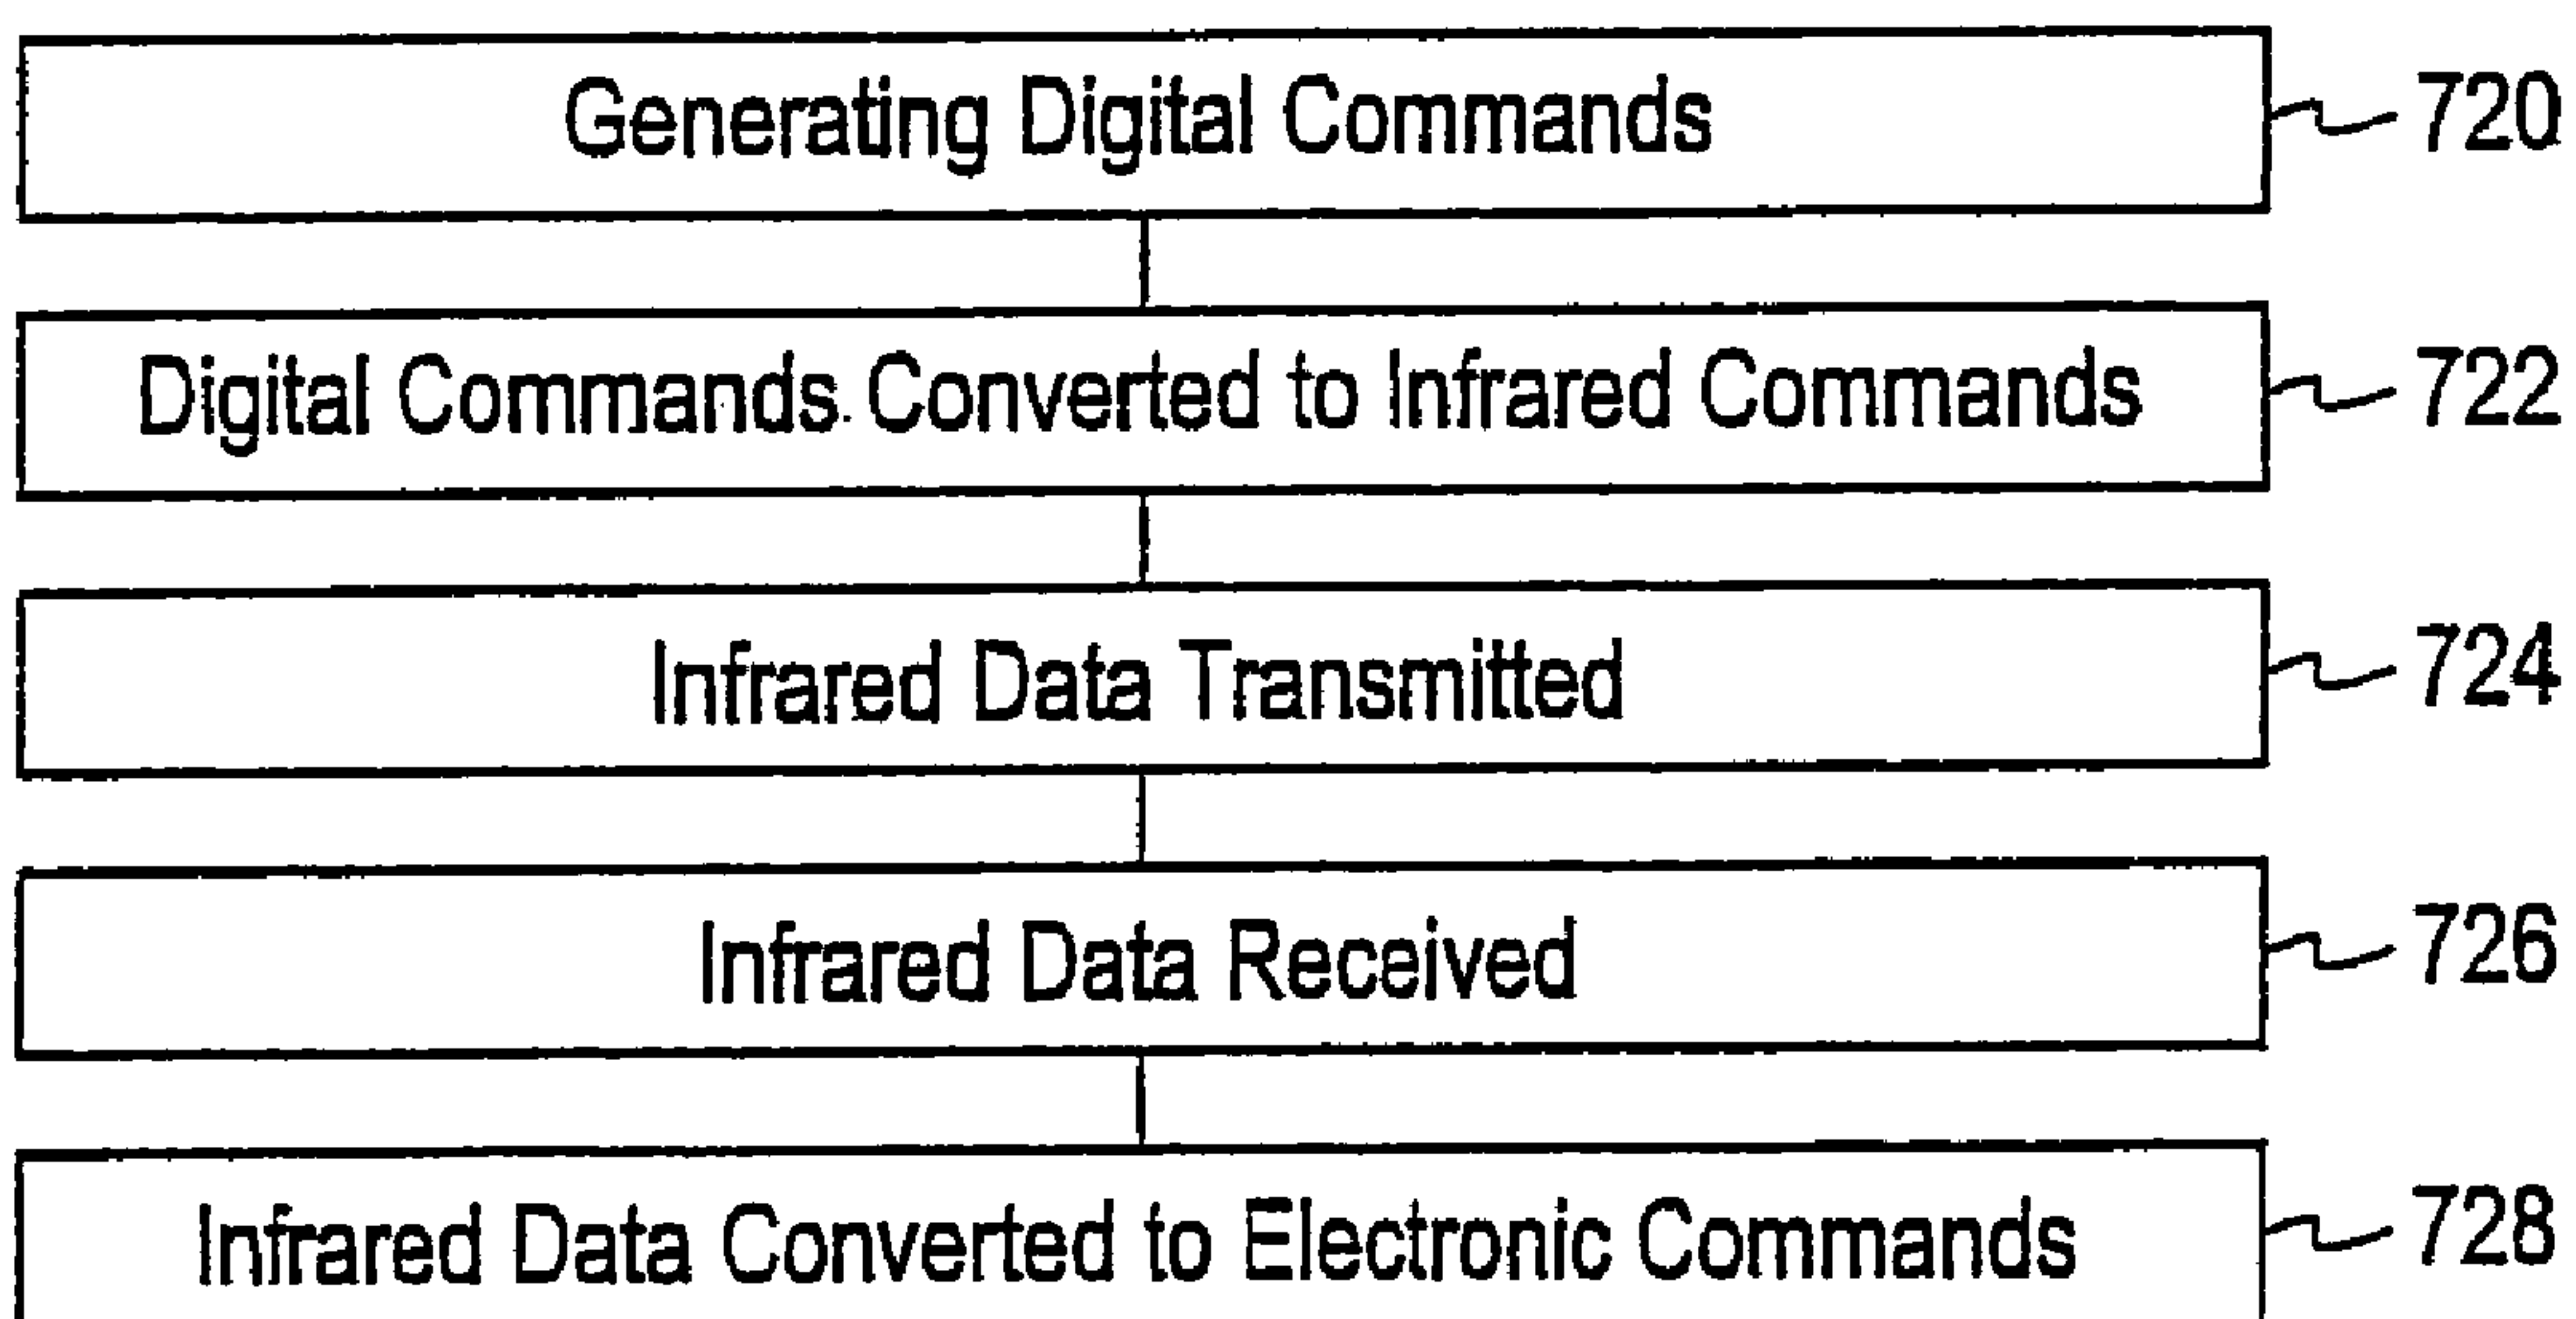 Generating Digital Commands 720
Digital Commands Converted to Infrared Commands 722
Infrared Data Transmitted 724
Infrared Data Received 726
Infrared Data Converted to Electronic Commands 728